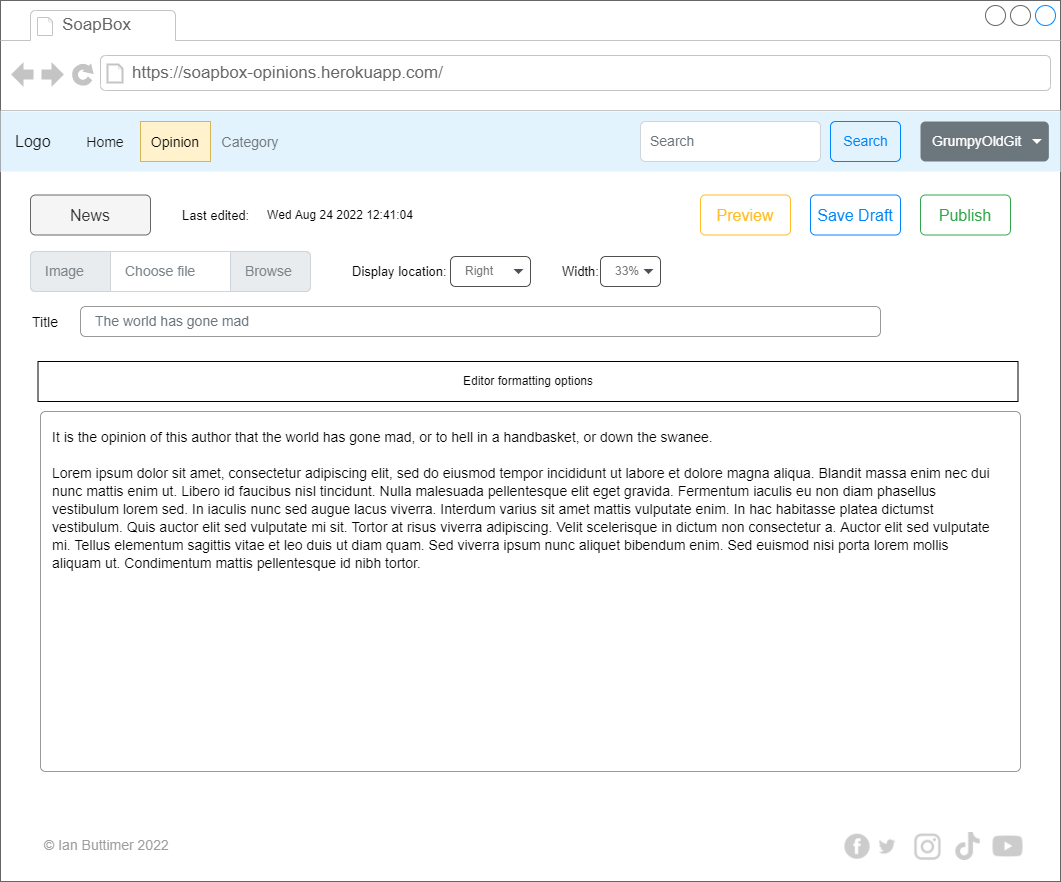 SoapBox
https://soapbox-opinions.herokuapp.com/
Logo Home Opinion Category Search Search GrumpyOldGit
News Last edited: Wed Aug 24 2022 12:41:04 Preview Save Draft Publish
Image Choose file Browse Display location: Right Width: 33%
Title The world has gone mad
Editor formatting options
It is the opinion of this author that the world has gone mad, or to hell in a handbasket, or down the swanee.
Lorem ipsum dolor sit amet, consectetur adipiscing elit, sed do eiusmod tempor incididunt ut labore et dolore magna aliqua. Blandit massa enim nec dui
nunc mattis enim ut. Libero id faucibus nisl tincidunt. Nulla malesuada pellentesque elit eget gravida. Fermentum iaculis eu non diam phasellus
vestibulum lorem sed. In iaculis nunc sed augue lacus viverra. Interdum varius sit amet mattis vulputate enim. In hac habitasse platea dictumst
vestibulum. Quis auctor elit sed vulputate mi sit. Tortor at risus viverra adipiscing. Velit scelerisque in dictum non consectetur a. Auctor elit sed vulputate
mi. Tellus elementum sagittis vitae et leo duis ut diam quam. Sed viverra ipsum nunc aliquet bibendum enim. Sed euismod nisi porta lorem mollis
aliquam ut. Condimentum mattis pellentesque id nibh tortor.
© Ian Buttimer 2022